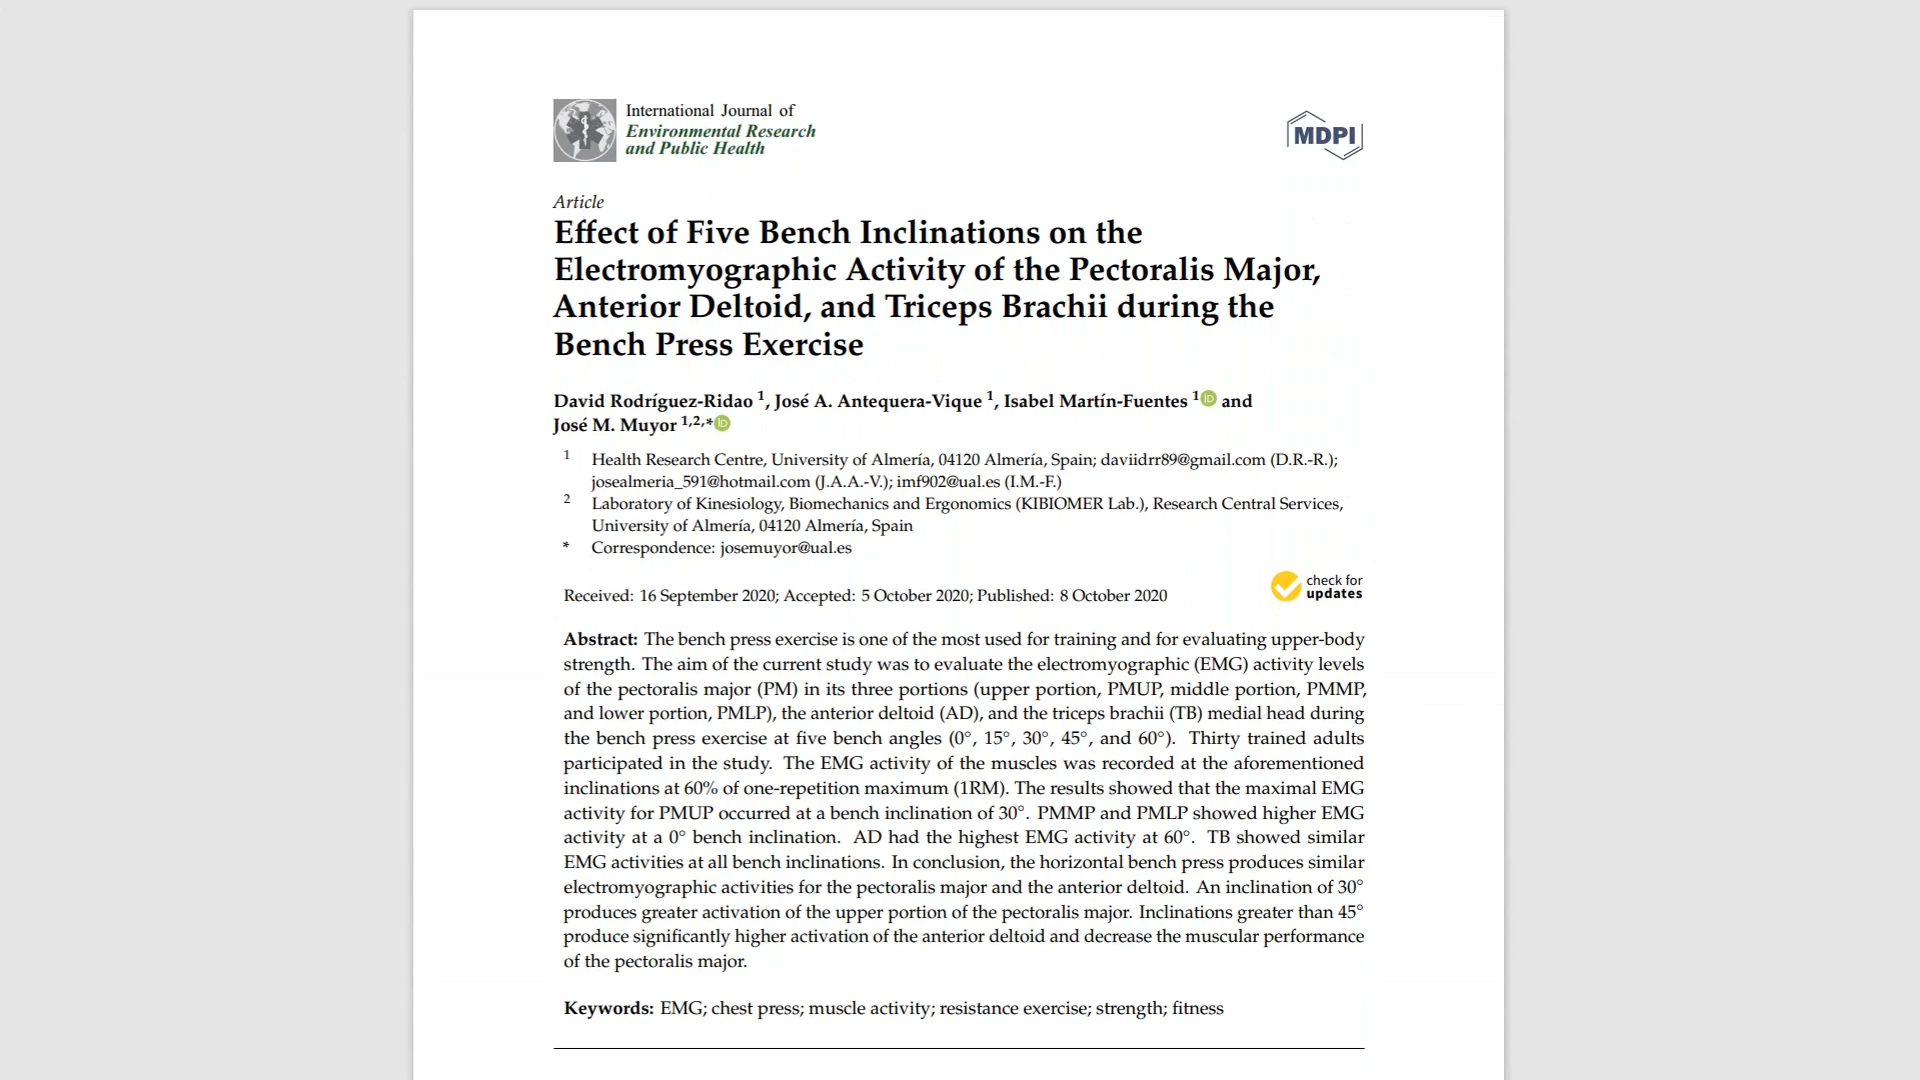 International Journal of
Environmental Research
and Public Health
MDPI
Article
Effect of Five Bench Inclinations on the
Electromyographic Activity of the Pectoralis Major,
Anterior Deltoid, and Triceps Brachii during the
Bench Press Exercise
David Rodríguez-Ridao 1, José A. Antequera-Vique 1, Isabel Martín-Fuentes 1 iD and
José M. Muyor 1,2,* iD
1 Health Research Centre, University of Almería, 04120 Almería, Spain; daviidrr89@gmail.com (D.R.-R.);
josealmeria_591@hotmail.com (J.A.A.-V.); imf902@ual.es (I.M.-F.)
2 Laboratory of Kinesiology, Biomechanics and Ergonomics (KIBIOMER Lab.), Research Central Services,
University of Almería, 04120 Almería, Spain
* Correspondence: josemuyor@ual.es
check for
updates
Received: 16 September 2020; Accepted: 5 October 2020; Published: 8 October 2020
Abstract: The bench press exercise is one of the most used for training and for evaluating upper-body
strength. The aim of the current study was to evaluate the electromyographic (EMG) activity levels
of the pectoralis major (PM) in its three portions (upper portion, PMUP, middle portion, PMMP,
and lower portion, PMLP), the anterior deltoid (AD), and the triceps brachii (TB) medial head during
the bench press exercise at five bench angles (0°, 15°, 30°, 45°, and 60°). Thirty trained adults
participated in the study. The EMG activity of the muscles was recorded at the aforementioned
inclinations at 60% of one-repetition maximum (1RM). The results showed that the maximal EMG
activity for PMUP occurred at a bench inclination of 30°. PMMP and PMLP showed higher EMG
activity at a 0° bench inclination. AD had the highest EMG activity at 60°. TB showed similar
EMG activities at all bench inclinations. In conclusion, the horizontal bench press produces similar
electromyographic activities for the pectoralis major and the anterior deltoid. An inclination of 30°
produces greater activation of the upper portion of the pectoralis major. Inclinations greater than 45°
produce significantly higher activation of the anterior deltoid and decrease the muscular performance
of the pectoralis major.
Keywords: EMG; chest press; muscle activity; resistance exercise; strength; fitness